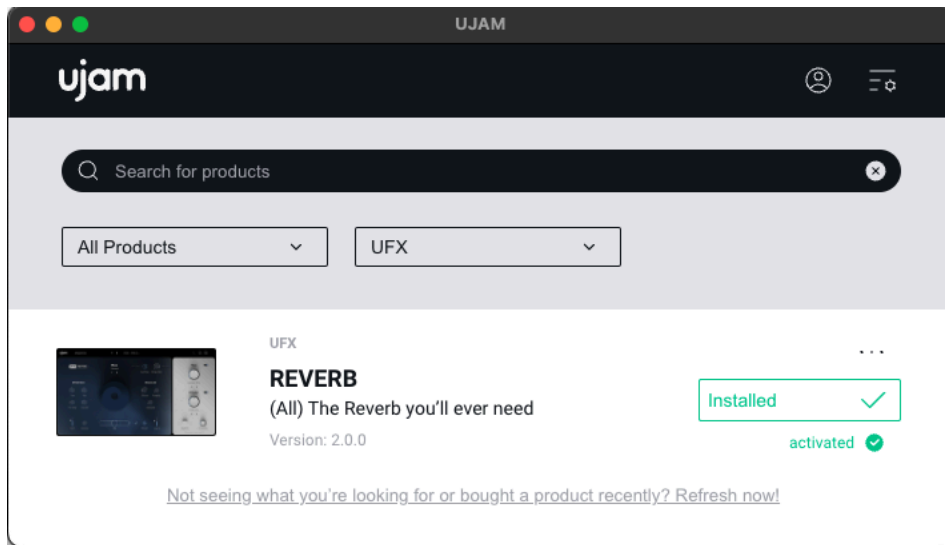 UJAM
ujam
Search for products
All Products
UFX
UFX
REVERB
(All) The Reverb you'll ever need
Version: 2.0.0
...
Installed
activated
Not seeing what you're looking for or bought a product recently? Refresh now!